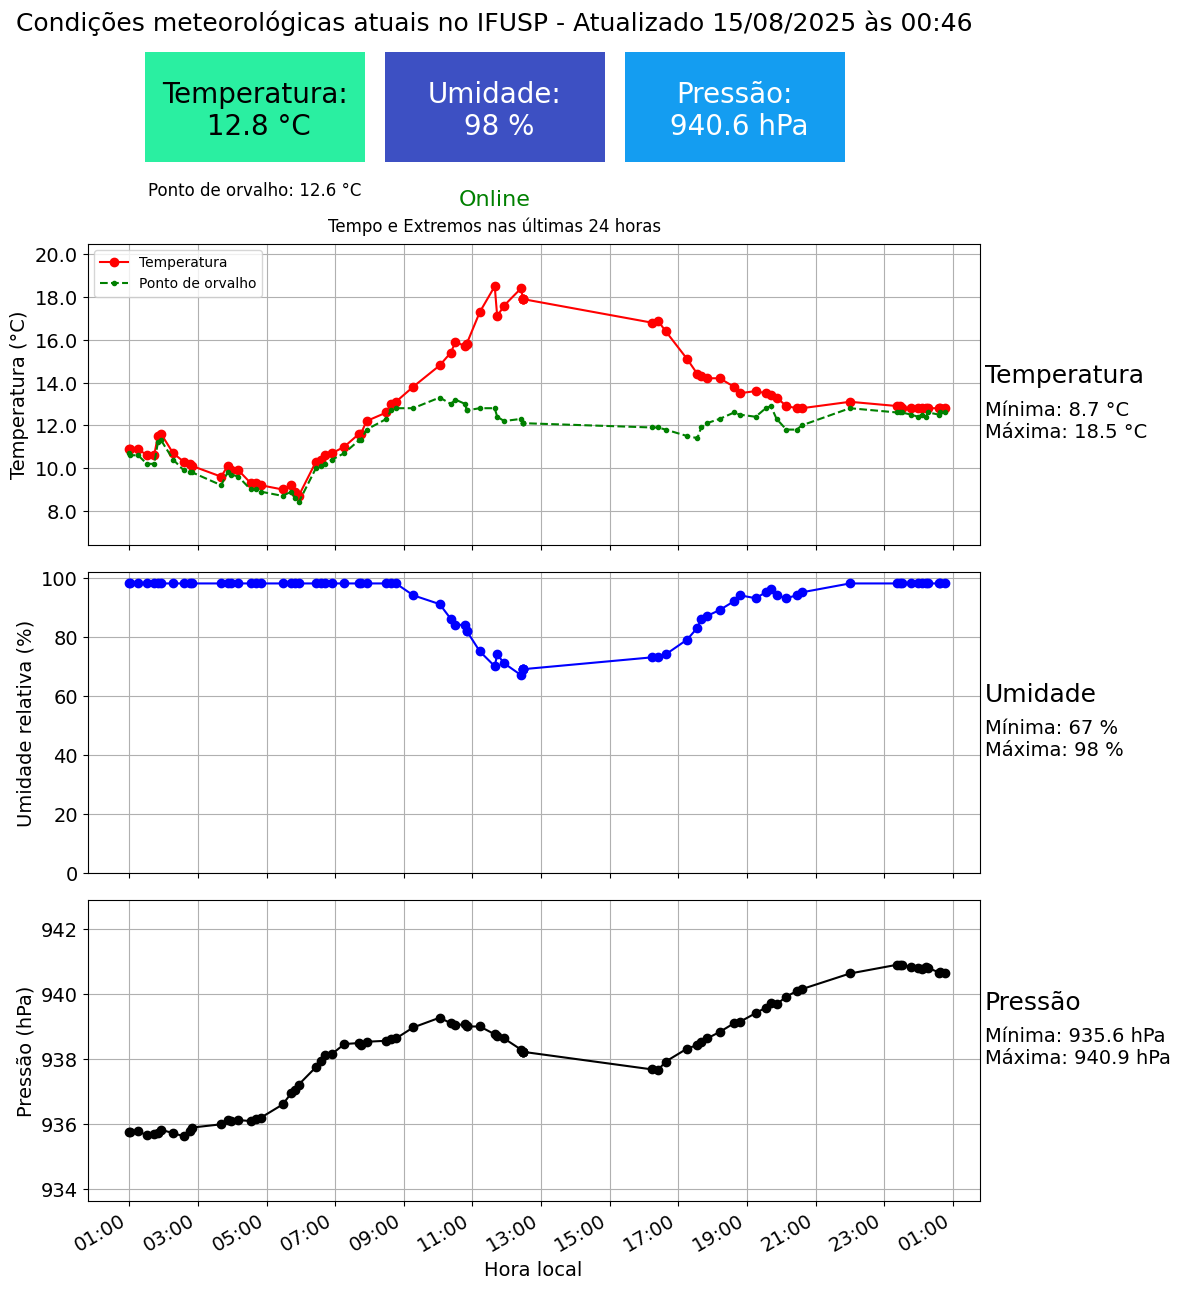 Condições meteorológicas atuais no IFUSP - Atualizado 15/08/2025 às 00:46
Temperatura:
12.8 °C
Umidade:
98 %
Pressão:
940.6 hPa
Ponto de orvalho: 12.6 °C
Online
Tempo e Extremos nas últimas 24 horas
Temperatura
Ponto de orvalho
Temperatura (°C)
20.0
18.0
16.0
14.0
12.0
10.0
8.0
Temperatura
Mínima: 8.7 °C
Máxima: 18.5 °C
Umidade relativa (%)
100
80
60
40
20
0
Umidade
Mínima: 67 %
Máxima: 98 %
Pressão (hPa)
942
940
938
936
934
Pressão
Mínima: 935.6 hPa
Máxima: 940.9 hPa
01:00 03:00 05:00 07:00 09:00 11:00 13:00 15:00 17:00 19:00 21:00 23:00 01:00
Hora local